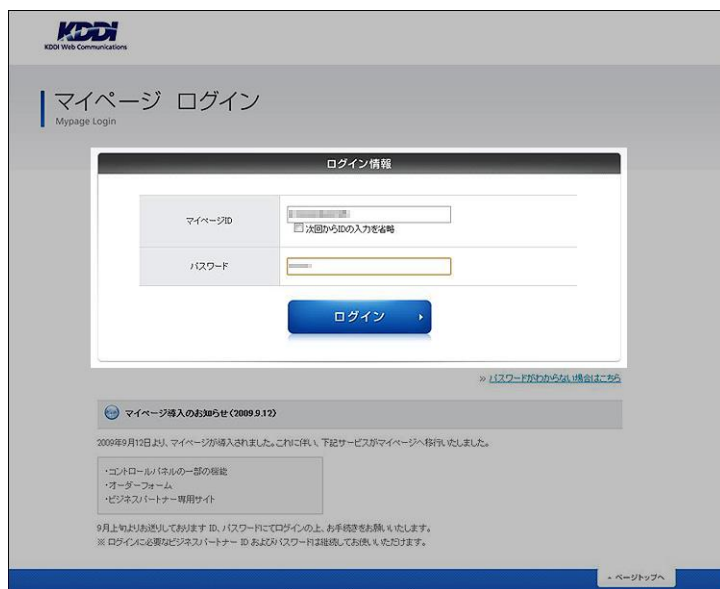 KDDI
KDDI Web Communications
マイページ ログイン
Mypage Login
ログイン情報
マイページID
次回からIDの入力を省略
パスワード
ログイン
» パスワードがわからない場合はこちら
マイページ導入のお知らせ(2009.9.12)
2009年9月12日より、マイページが導入されました。これに伴い、下記サービスがマイページへ移行いたしました。
・コントロールパネルの一部の機能
・オーダーフォーム
・ビジネスパートナー専用サイト
9月上旬よりお送りしております ID、パスワードにてログインの上、お手続きをお願いいたします。
※ ログインに必要なビジネスパートナー ID およびパスワードは継続してお使いいただけます。
ページトップへ